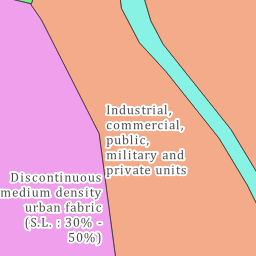 Industrial,
commercial,
public,
military and
private units
Discontinuous
medium density
urban fabric
(S.L. : 30% -
50%)